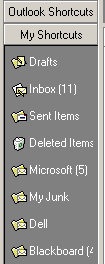 Outlook Shortcuts
My Shortcuts
Drafts
Inbox (11)
Sent Items
Deleted Items
Microsoft (5)
My Junk
Dell
Blackboard (4